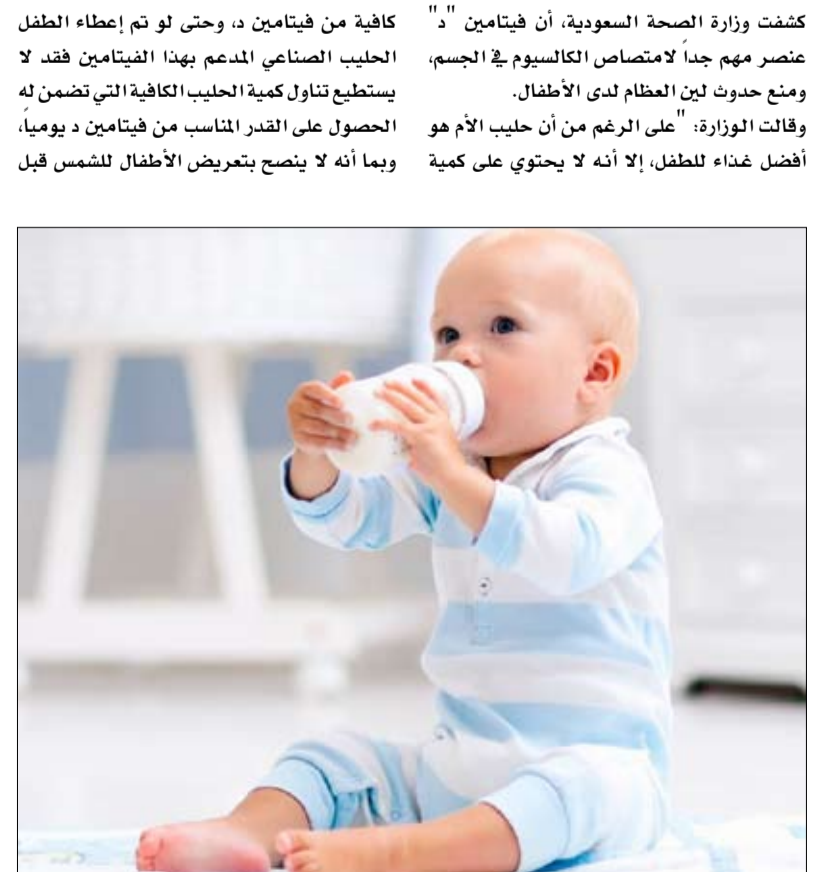 كشفت وزارة الصحة السعودية، أن فيتامين "د"
عنصر مهم جداً لامتصاص الكالسيوم في الجسم،
ومنع حدوث لين العظام لدى الأطفال.
وقالت الوزارة: "على الرغم من أن حليب الأم هو
أفضل غذاء للطفل، إلا أنه لا يحتوي على كمية
كافية من فيتامين د، وحتى لو تم إعطاء الطفل
الحليب الصناعي المدعم بهذا الفيتامين فقد لا
يستطيع تناول كمية الحليب الكافية التي تضمن له
الحصول على القدر المناسب من فيتامين د يومياً،
وبما أنه لا ينصح بتعريض الأطفال للشمس قبل